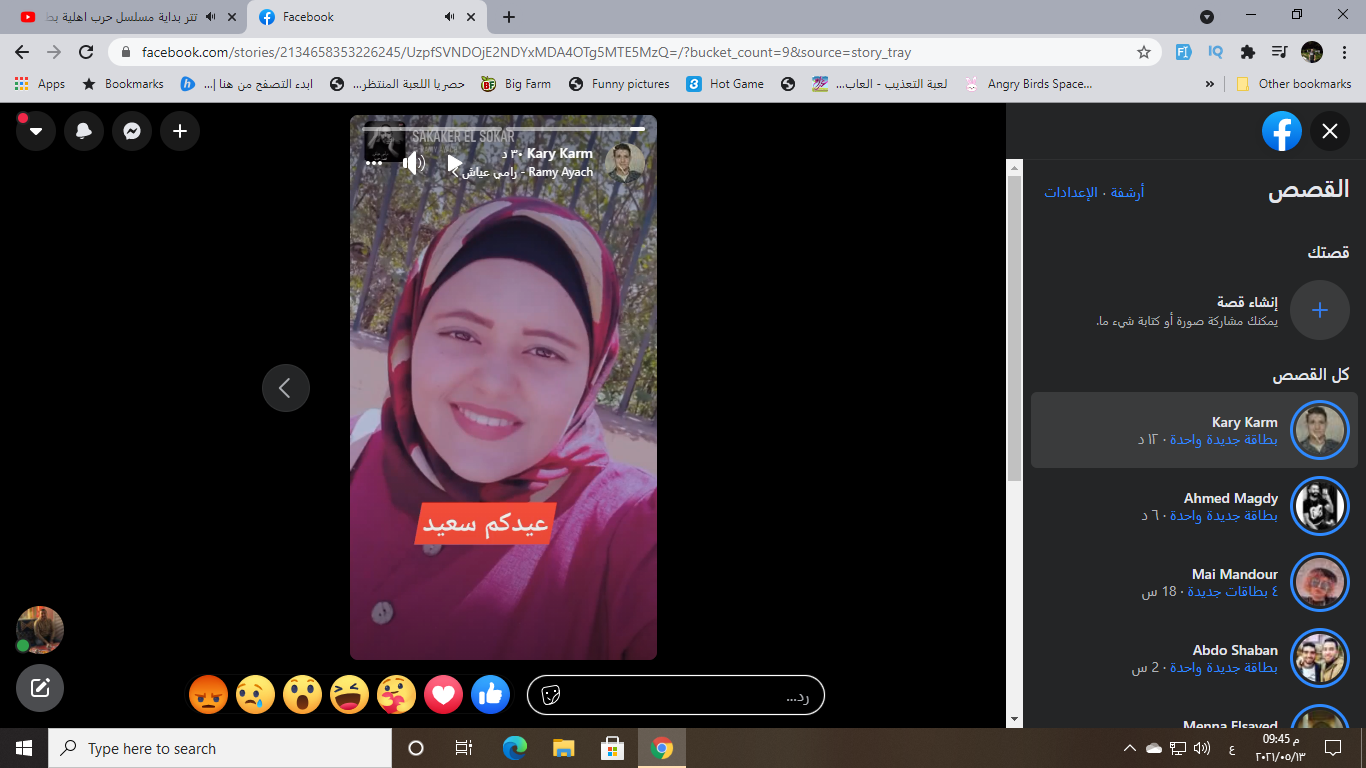 تتر بداية مسلسل حرب اهلية بط
Facebook
facebook.com/stories/2134658353226245/UzpfSVNDOjE2NDYxMDA4OTg5MTE5MzQ=/?bucket_count=9&source=story_tray
Apps
Bookmarks
ابدء التصفح من هنا |...
حصريا اللعبة المنتظر...
Big Farm
Funny pictures
Hot Game
لعبة التعذيب - العاب...
Angry Birds Space...
»
Other bookmarks
SAKAKER EL SOKAR
RAMY AYACH
Kary Karm ٣٠ د
Ramy Ayach - رامي عياش
عيدكم سعيد
رد...
القصص
أرشفة · الإعدادات
قصتك
إنشاء قصة
يمكنك مشاركة صورة أو كتابة شيء ما.
كل القصص
Kary Karm
بطاقة جديدة واحدة · ١٢ د
Ahmed Magdy
بطاقة جديدة واحدة · ٦ د
Mai Mandour
٤ بطاقات جديدة · 18 س
Abdo Shaban
بطاقة جديدة واحدة · 2 س
Menna Elsayed
Type here to search
ع
09:45 م
٢٠٢١/٠٥/١٣